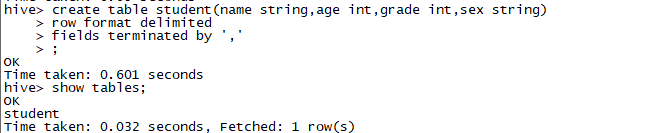 hive> create table student(name string,age int,grade int,sex string)
    > row format delimited
    > fields terminated by ','
    > ;
OK
Time taken: 0.601 seconds
hive> show tables;
OK
student
Time taken: 0.032 seconds, Fetched: 1 row(s)